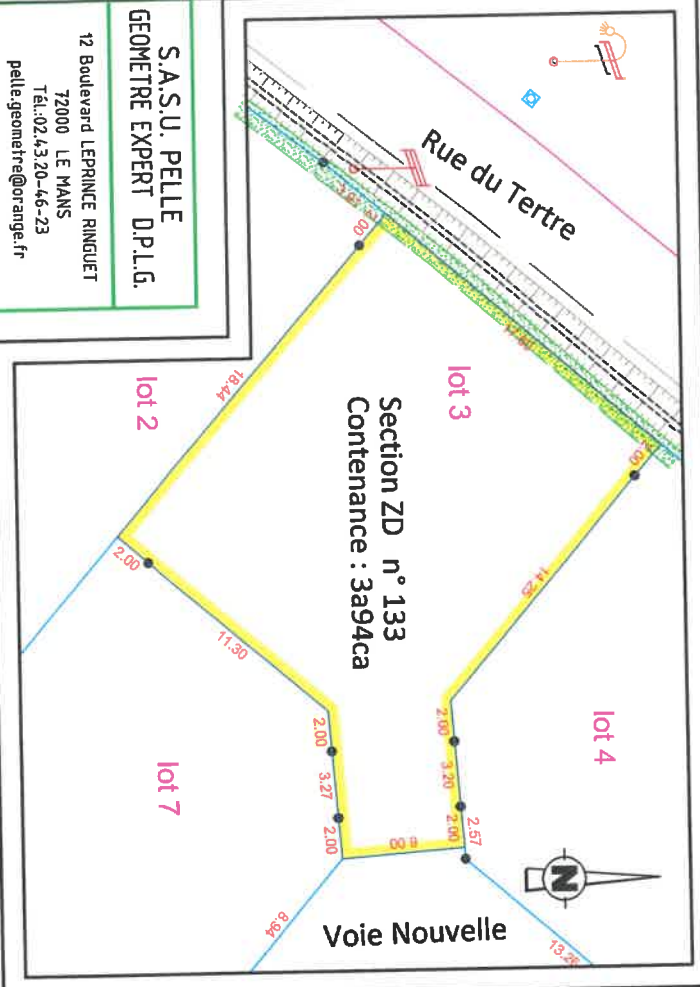 S.A.S.U. PELLE
GEOMETRE EXPERT D.P.L.G.
12 Boulevard LEPRINCE RINGUET
72000 LE MANS
Tél.:02.43.20-46-23
pelle.geometre@orange.fr
Rue du Tertre
lot 3
Section ZD n° 133
Contenance : 3a94ca
lot 2
lot 4
lot 7
Voie Nouvelle
N
18.44
2.00
11.30
2.00
3.27
2.00
8.94
8.00
2.00
3.20
2.00
2.57
13.26
14.25
2.00